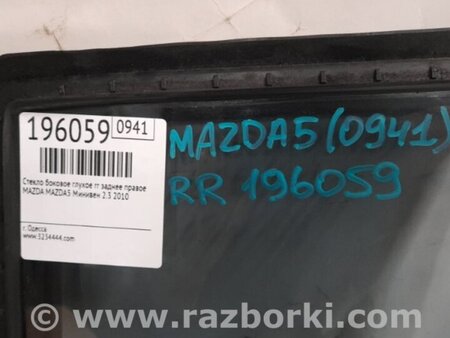 196059 0941
Стекло боковое глухое rr заднее правое
MAZDA MAZDA5 Минивен 2.3 2010
г. Одесса
www.5254444.com
MAZDA5 (0941)
RR 196059
www.razborki.com